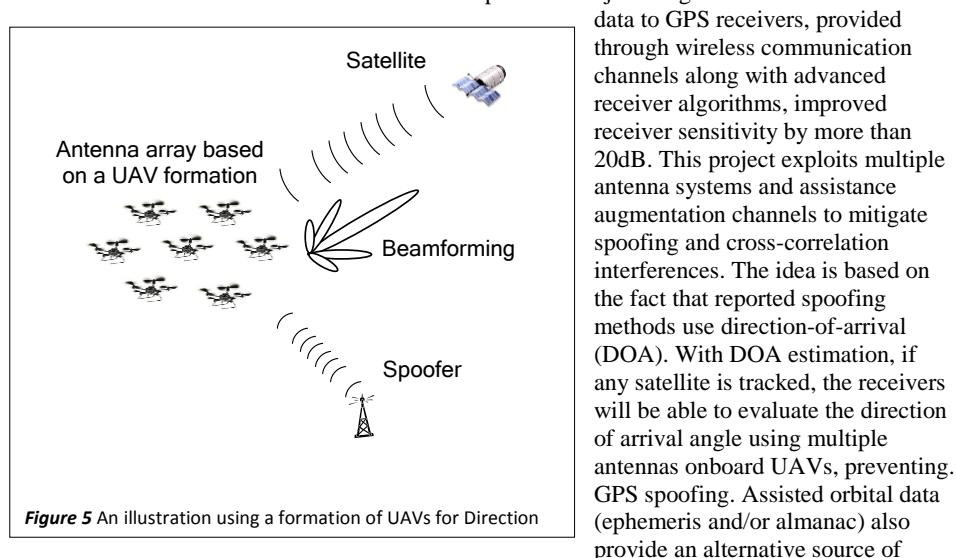 data to GPS receivers, provided
through wireless communication
channels along with advanced
receiver algorithms, improved
receiver sensitivity by more than
20dB. This project exploits multiple
antenna systems and assistance
augmentation channels to mitigate
spoofing and cross-correlation
interferences. The idea is based on
the fact that reported spoofing
methods use direction-of-arrival
(DOA). With DOA estimation, if
any satellite is tracked, the receivers
will be able to evaluate the direction
of arrival angle using multiple
antennas onboard UAVs, preventing.
GPS spoofing. Assisted orbital data
(ephemeris and/or almanac) also
provide an alternative source of
Satellite
Antenna array based
on a UAV formation
Beamforming
Spoofer
Figure 5 An illustration using a formation of UAVs for Direction